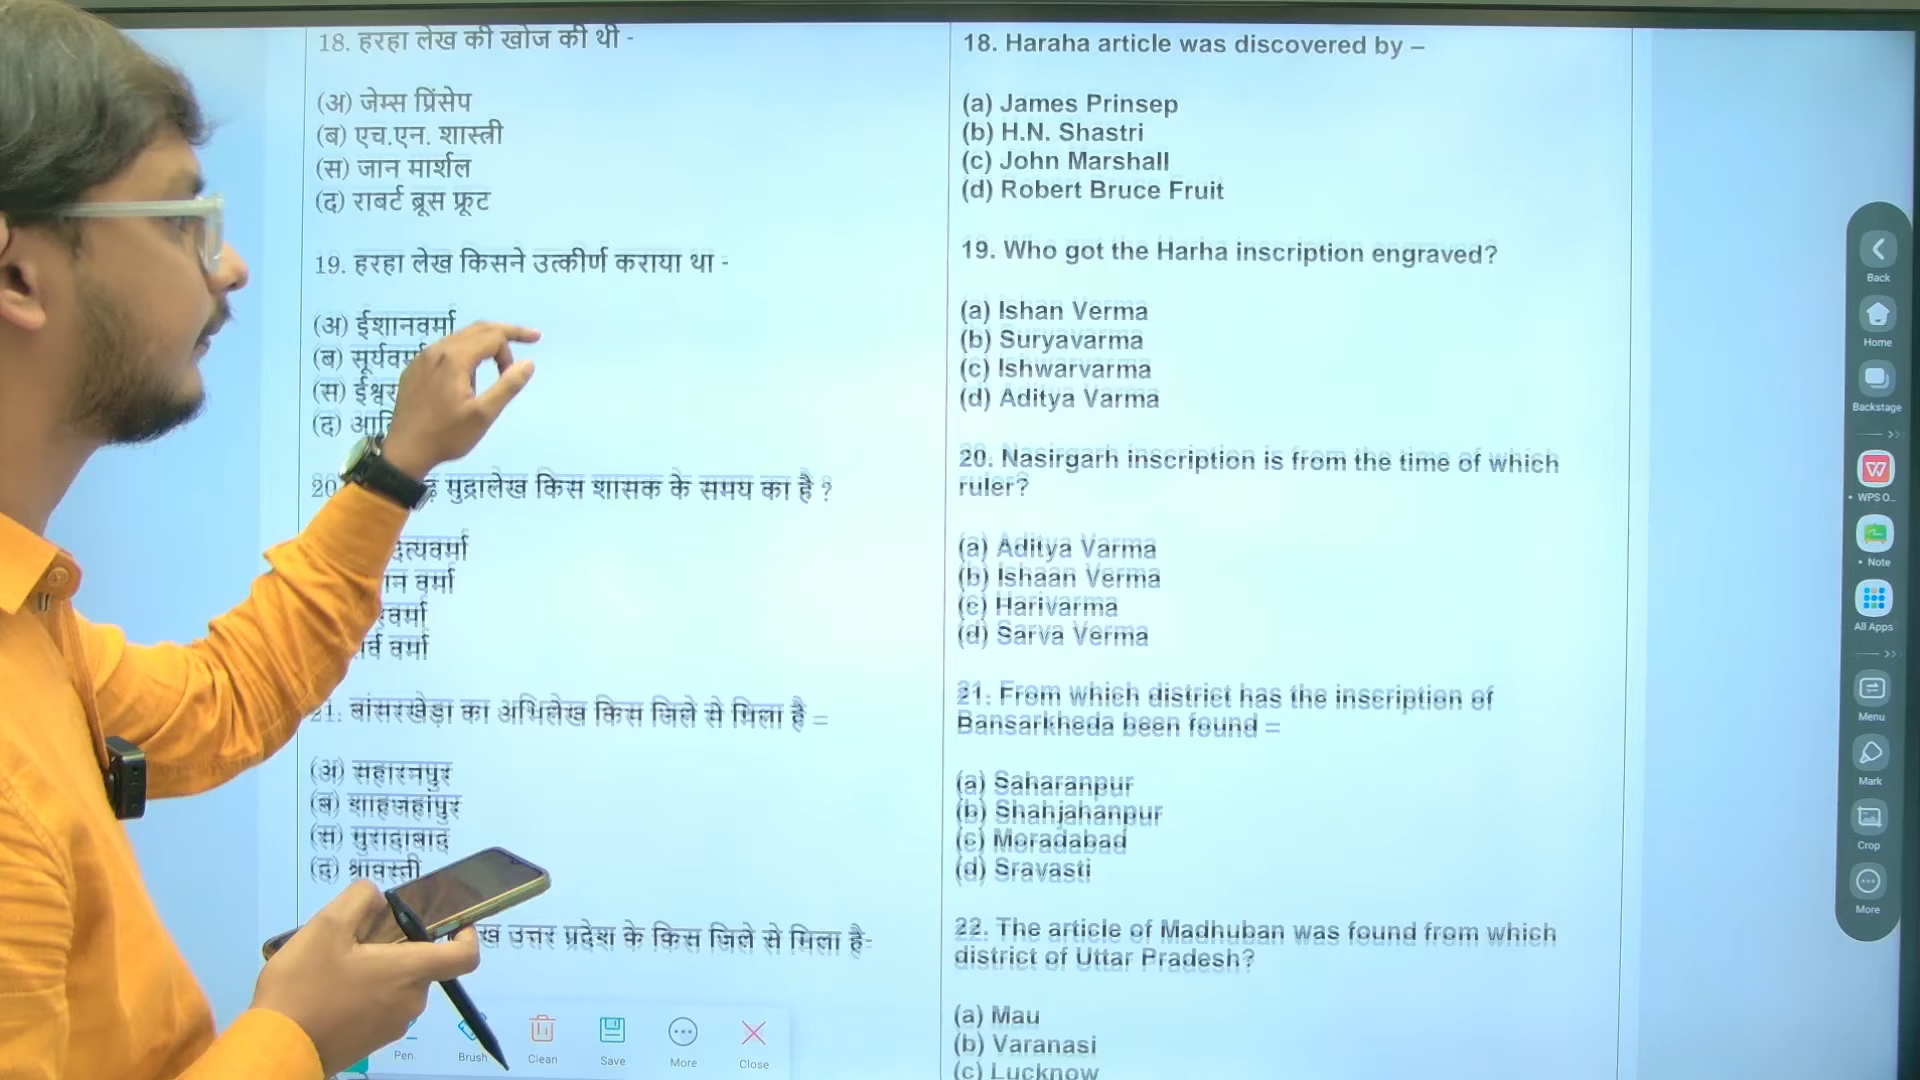 18. हरहा लेख की खोज की थी -
(अ) जेम्स प्रिंसेप
(ब) एच.एन. शास्त्री
(स) जान मार्शल
(द) राबर्ट ब्रूस फ्रूट
19. हरहा लेख किसने उत्कीर्ण कराया था -
(अ) ईशानवर्मा
(ब)
(स)
(द)
20 मुद्रालेख किस शासक के समय का है ?
वर्मा
21. बांसरखेड़ा का अभिलेख किस जिले से मिला है =
(अ) सहारनपुर
(ब) शाहजहांपुर
(स) मुरादाबाद
(द) श्रावस्ती
उत्तर प्रदेश के किस जिले से मिला है-
18. Haraha article was discovered by –
(a) James Prinsep
(b) H.N. Shastri
(c) John Marshall
(d) Robert Bruce Fruit
19. Who got the Harha inscription engraved?
(a) Ishan Verma
(b) Suryavarma
(c) Ishwarvarma
(d) Aditya Varma
20. Nasirgarh inscription is from the time of which
ruler?
(a) Aditya Varma
(b) Ishaan Verma
(c) Harivarma
(d) Sarva Verma
21. From which district has the inscription of
Bansarkheda been found =
(a) Saharanpur
(b) Shahjahanpur
(c) Moradabad
(d) Sravasti
22. The article of Madhuban was found from which
district of Uttar Pradesh?
(a) Mau
(b) Varanasi
(c) Lucknow
Back
Home
Backstage
WPS O...
Note
All Apps
Menu
Mark
Crop
More
Pen
Brush
Clean
Save
More
Close